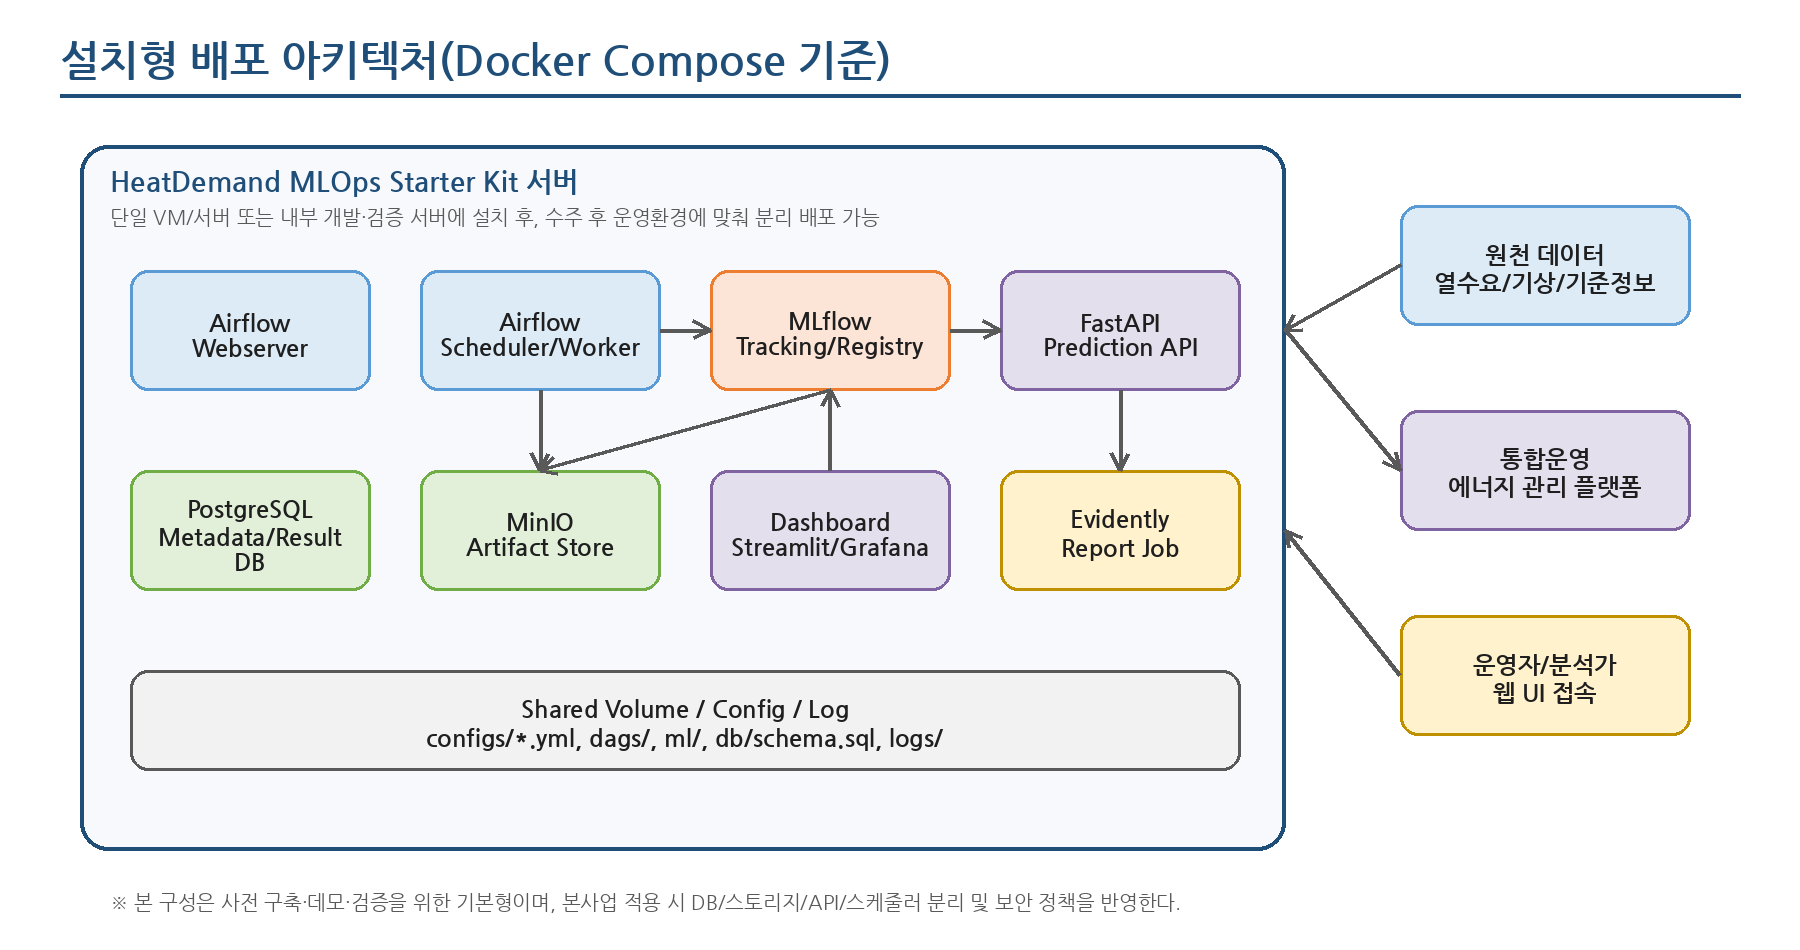 설치형 배포 아키텍처(Docker Compose 기준)
HeatDemand MLOps Starter Kit 서버
단일 VM/서버 또는 내부 개발·검증 서버에 설치 후, 수주 후 운영환경에 맞춰 분리 배포 가능
Airflow
Webserver
Airflow
Scheduler/Worker
MLflow
Tracking/Registry
FastAPI
Prediction API
PostgreSQL
Metadata/Result
DB
MinIO
Artifact Store
Dashboard
Streamlit/Grafana
Evidently
Report Job
Shared Volume / Config / Log
configs/*.yml, dags/, ml/, db/schema.sql, logs/
원천 데이터
열수요/기상/기준정보
통합운영
에너지 관리 플랫폼
운영자/분석가
웹 UI 접속
※ 본 구성은 사전 구축·데모·검증을 위한 기본형이며, 본사업 적용 시 DB/스토리지/API/스케줄러 분리 및 보안 정책을 반영한다.